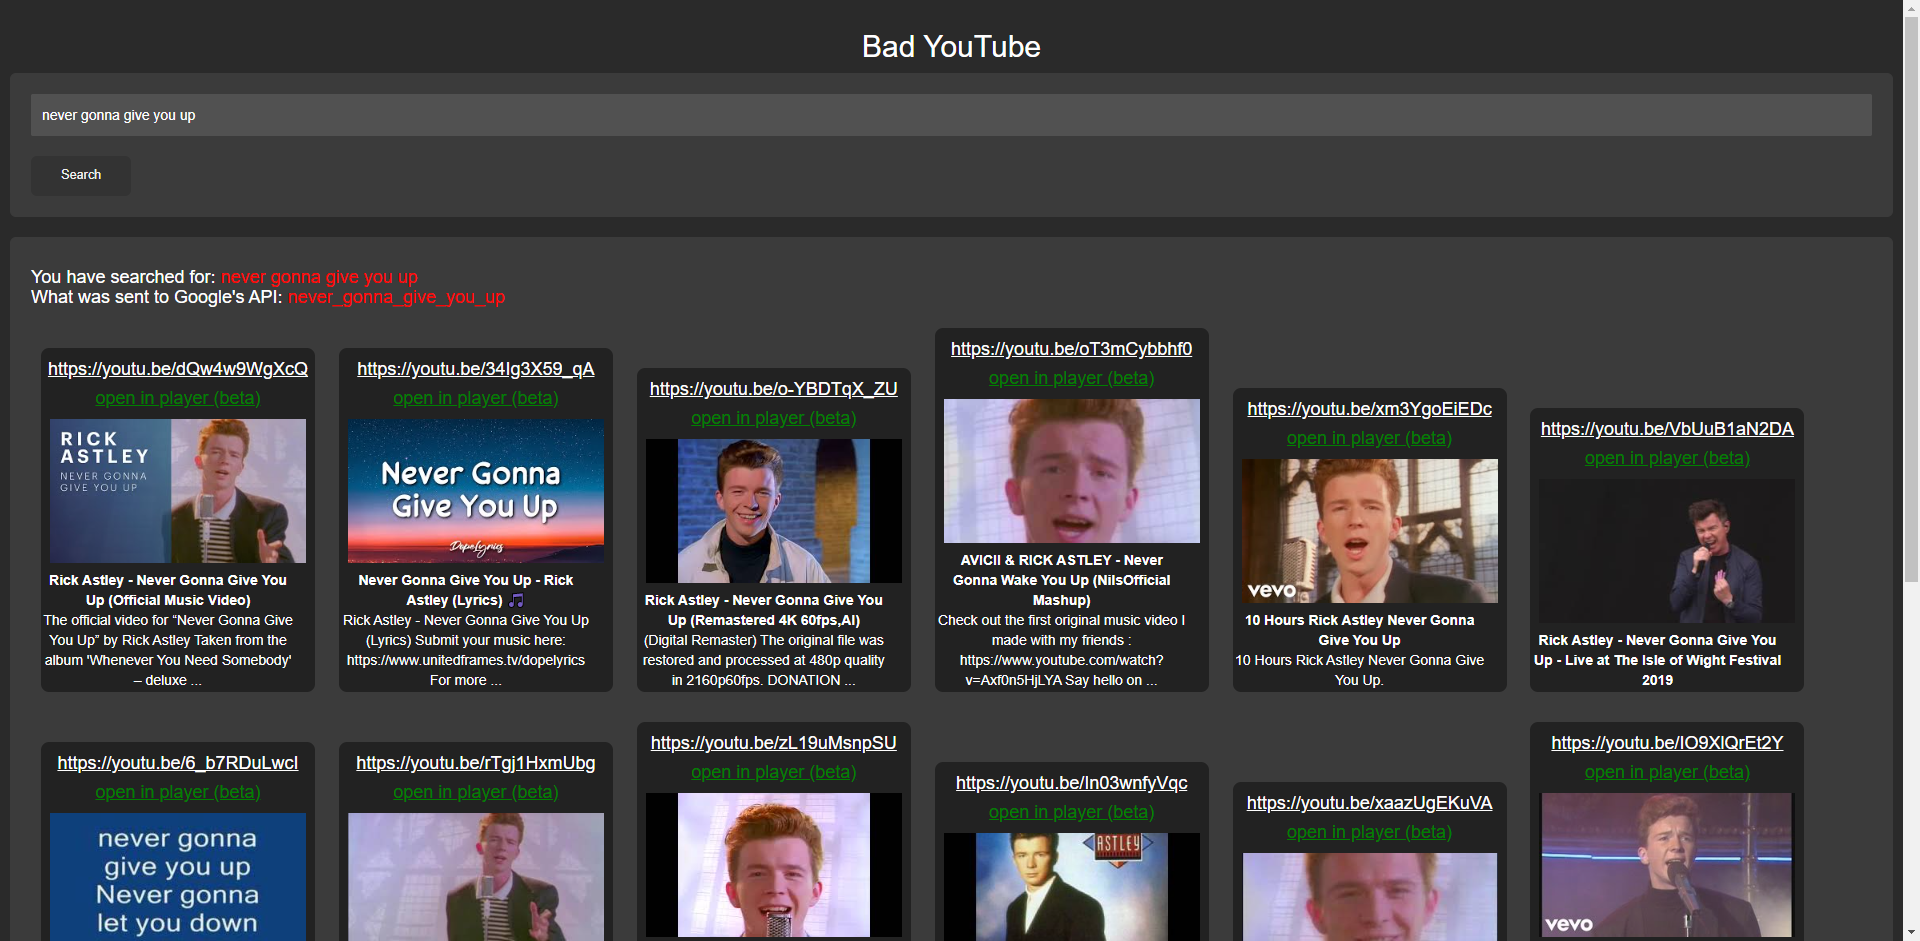 Bad YouTube
never gonna give you up
Search
You have searched for: never gonna give you up
What was sent to Google's API: never_gonna_give_you_up
https://youtu.be/dQw4w9WgXcQ
open in player (beta)
RICK
ASTLEY
NEVER GONNA
GIVE YOU UP
Rick Astley - Never Gonna Give You
Up (Official Music Video)
The official video for “Never Gonna Give
You Up” by Rick Astley Taken from the
album 'Whenever You Need Somebody'
– deluxe ...
https://youtu.be/34Ig3X59_qA
open in player (beta)
Never Gonna
Give You Up
DopeLyrics
Never Gonna Give You Up - Rick
Astley (Lyrics) 🎵
Rick Astley - Never Gonna Give You Up
(Lyrics) Submit your music here:
https://www.unitedframes.tv/dopelyrics
For more ...
https://youtu.be/o-YBDTqX_ZU
open in player (beta)
Rick Astley - Never Gonna Give You
Up (Remastered 4K 60fps,AI)
(Digital Remaster) The original file was
restored and processed at 480p quality
in 2160p60fps. DONATION ...
https://youtu.be/oT3mCybbhf0
open in player (beta)
AVICII & RICK ASTLEY - Never
Gonna Wake You Up (NilsOfficial
Mashup)
Check out the first original music video I
made with my friends :
https://www.youtube.com/watch?
v=Axf0n5HjLYA Say hello on ...
https://youtu.be/xm3YgoEiEDc
open in player (beta)
vevo
10 Hours Rick Astley Never Gonna
Give You Up
10 Hours Rick Astley Never Gonna Give
You Up.
https://youtu.be/VbUuB1aN2DA
open in player (beta)
Rick Astley - Never Gonna Give You
Up - Live at The Isle of Wight Festival
2019
https://youtu.be/6_b7RDuLwcI
open in player (beta)
never gonna
give you up
Never gonna
let you down
https://youtu.be/rTgj1HxmUbg
open in player (beta)
https://youtu.be/zL19uMsnpSU
open in player (beta)
https://youtu.be/ln03wnfyVqc
open in player (beta)
ASTLEY
https://youtu.be/xaazUgEKuVA
open in player (beta)
https://youtu.be/IO9XlQrEt2Y
open in player (beta)
vevo